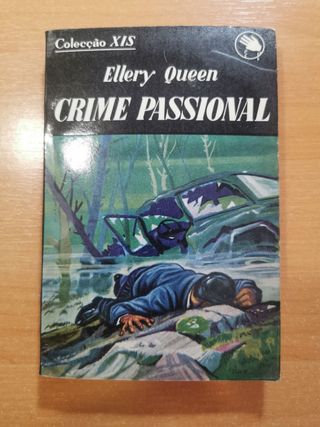 Colecção XIS
Ellery Queen
CRIME PASSIONAL